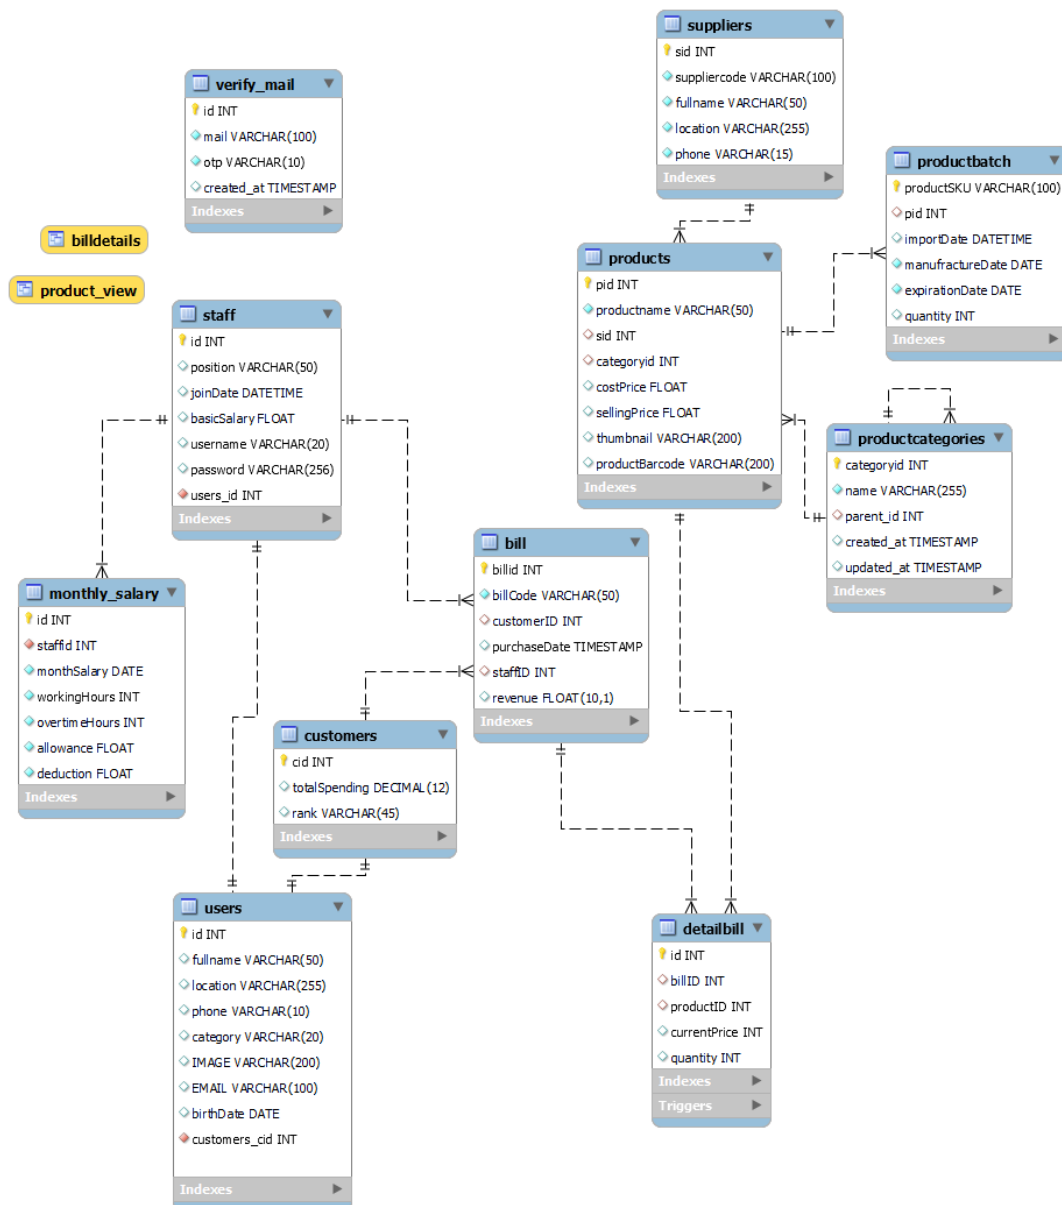 suppliers
sid INT
suppliercode VARCHAR(100)
fullname VARCHAR(50)
location VARCHAR(255)
phone VARCHAR(15)
Indexes
verify_mail
id INT
mail VARCHAR(100)
otp VARCHAR(10)
created_at TIMESTAMP
Indexes
productbatch
productSKU VARCHAR(100)
pid INT
importDate DATETIME
manufractureDate DATE
expirationDate DATE
quantity INT
Indexes
billdetails
product_view
products
pid INT
productname VARCHAR(50)
sid INT
categoryid INT
costPrice FLOAT
sellingPrice FLOAT
thumbnail VARCHAR(200)
productBarcode VARCHAR(200)
Indexes
staff
id INT
position VARCHAR(50)
joinDate DATETIME
basicSalary FLOAT
username VARCHAR(20)
password VARCHAR(256)
users_id INT
Indexes
productcategories
categoryid INT
name VARCHAR(255)
parent_id INT
created_at TIMESTAMP
updated_at TIMESTAMP
Indexes
bill
billid INT
billCode VARCHAR(50)
customerID INT
purchaseDate TIMESTAMP
staffID INT
revenue FLOAT(10,1)
Indexes
monthly_salary
id INT
staffid INT
monthSalary DATE
workingHours INT
overtimeHours INT
allowance FLOAT
deduction FLOAT
Indexes
customers
cid INT
totalSpending DECIMAL(12)
rank VARCHAR(45)
Indexes
users
id INT
fullname VARCHAR(50)
location VARCHAR(255)
phone VARCHAR(10)
category VARCHAR(20)
IMAGE VARCHAR(200)
EMAIL VARCHAR(100)
birthDate DATE
customers_cid INT
Indexes
detailbill
id INT
billID INT
productID INT
currentPrice INT
quantity INT
Indexes
Triggers